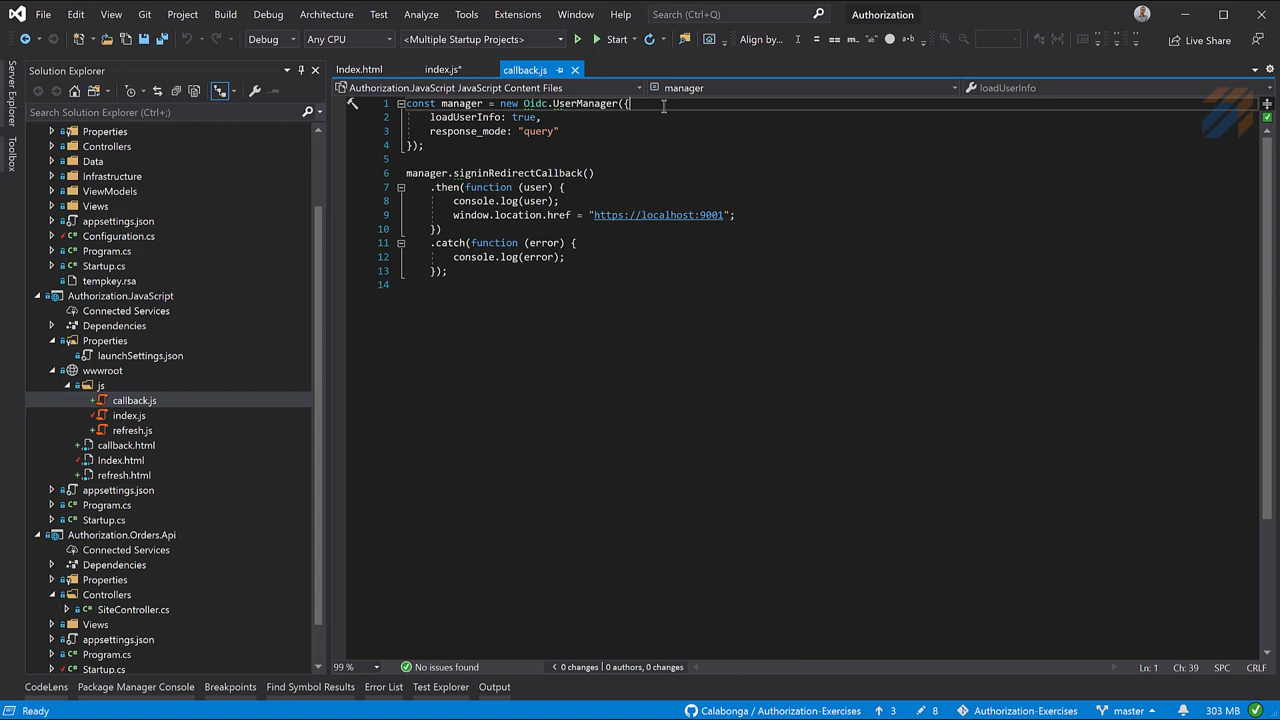 File Edit View Git Project Build Debug Architecture Test Analyze Tools Extensions Window Help Search (Ctrl+Q) Authorization
Debug Any CPU <Multiple Startup Projects> Start Align by... Live Share
Server Explorer
Toolbox
Solution Explorer
Search Solution Explorer (Ctrl+;)
Properties
Controllers
Data
Infrastructure
ViewModels
Views
appsettings.json
Configuration.cs
Program.cs
Startup.cs
tempkey.rsa
Authorization.JavaScript
Connected Services
Dependencies
Properties
launchSettings.json
wwwroot
js
callback.js
index.js
refresh.js
callback.html
Index.html
refresh.html
appsettings.json
Program.cs
Startup.cs
Authorization.Orders.Api
Connected Services
Dependencies
Properties
Controllers
SiteController.cs
Views
appsettings.json
Program.cs
Startup.cs
Index.html index.js* callback.js
Authorization.JavaScript JavaScript Content Files manager loadUserInfo
1 const manager = new Oidc.UserManager({
2 loadUserInfo: true,
3 response_mode: "query"
4 });
5
6 manager.signinRedirectCallback()
7 .then(function (user) {
8 console.log(user);
9 window.location.href = "https://localhost:9001";
10 })
11 .catch(function (error) {
12 console.log(error);
13 });
14
99 % No issues found 0 changes | 0 authors, 0 changes Ln: 1 Ch: 39 SPC CRLF
CodeLens Package Manager Console Breakpoints Find Symbol Results Error List Test Explorer Output
Ready Calabonga / Authorization-Exercises 3 8 Authorization-Exercises master 303 MB